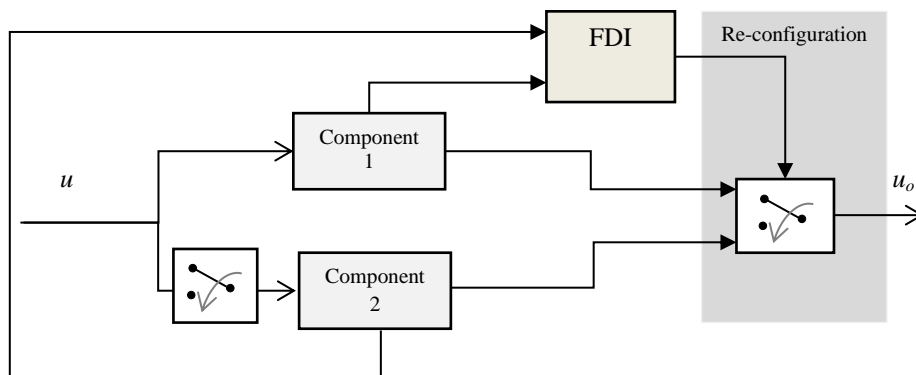 FDI
Re-configuration
Component
1
u
u_o
Component
2